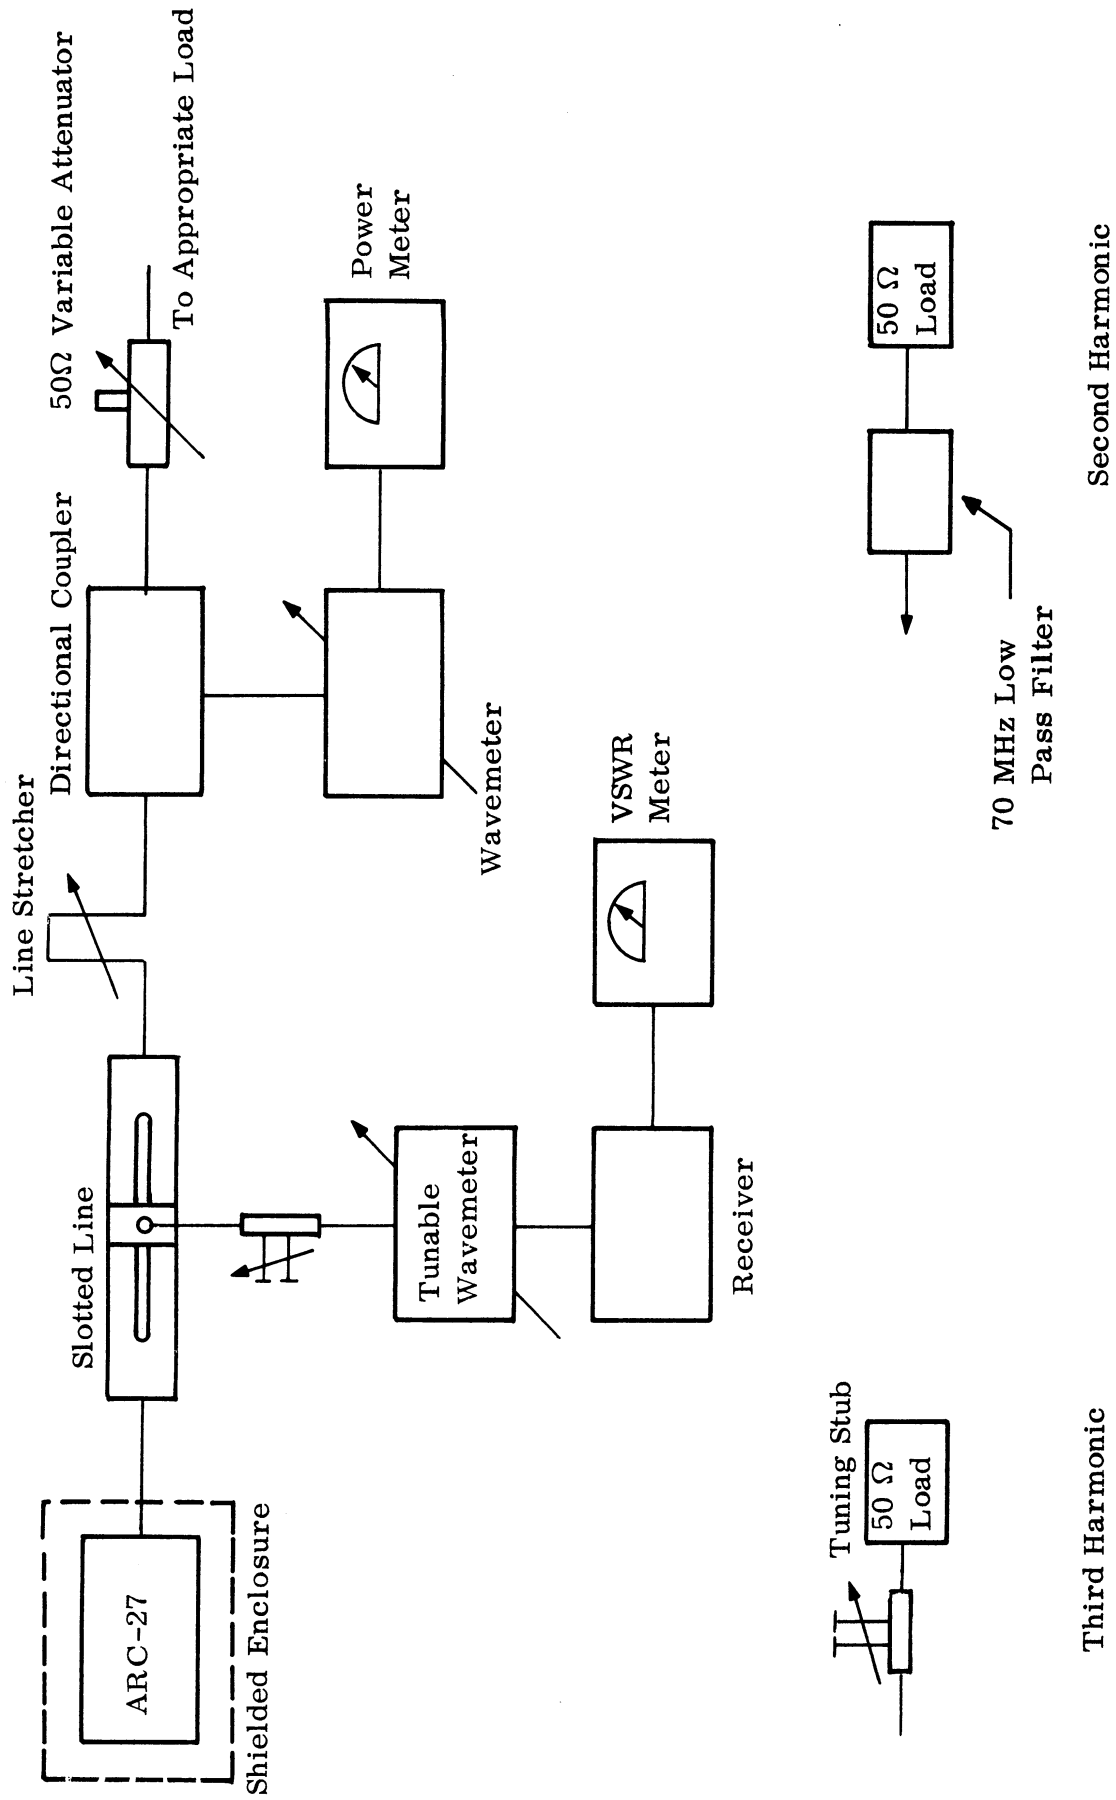 Line Stretcher
50Ω Variable Attenuator
Directional Coupler
To Appropriate Load
Slotted Line
ARC-27
Shielded Enclosure
Power
Meter
Wavemeter
Tunable
Wavemeter
VSWR
Meter
Receiver
Tuning Stub
50 Ω
Load
Third Harmonic
50 Ω
Load
70 MHz Low
Pass Filter
Second Harmonic